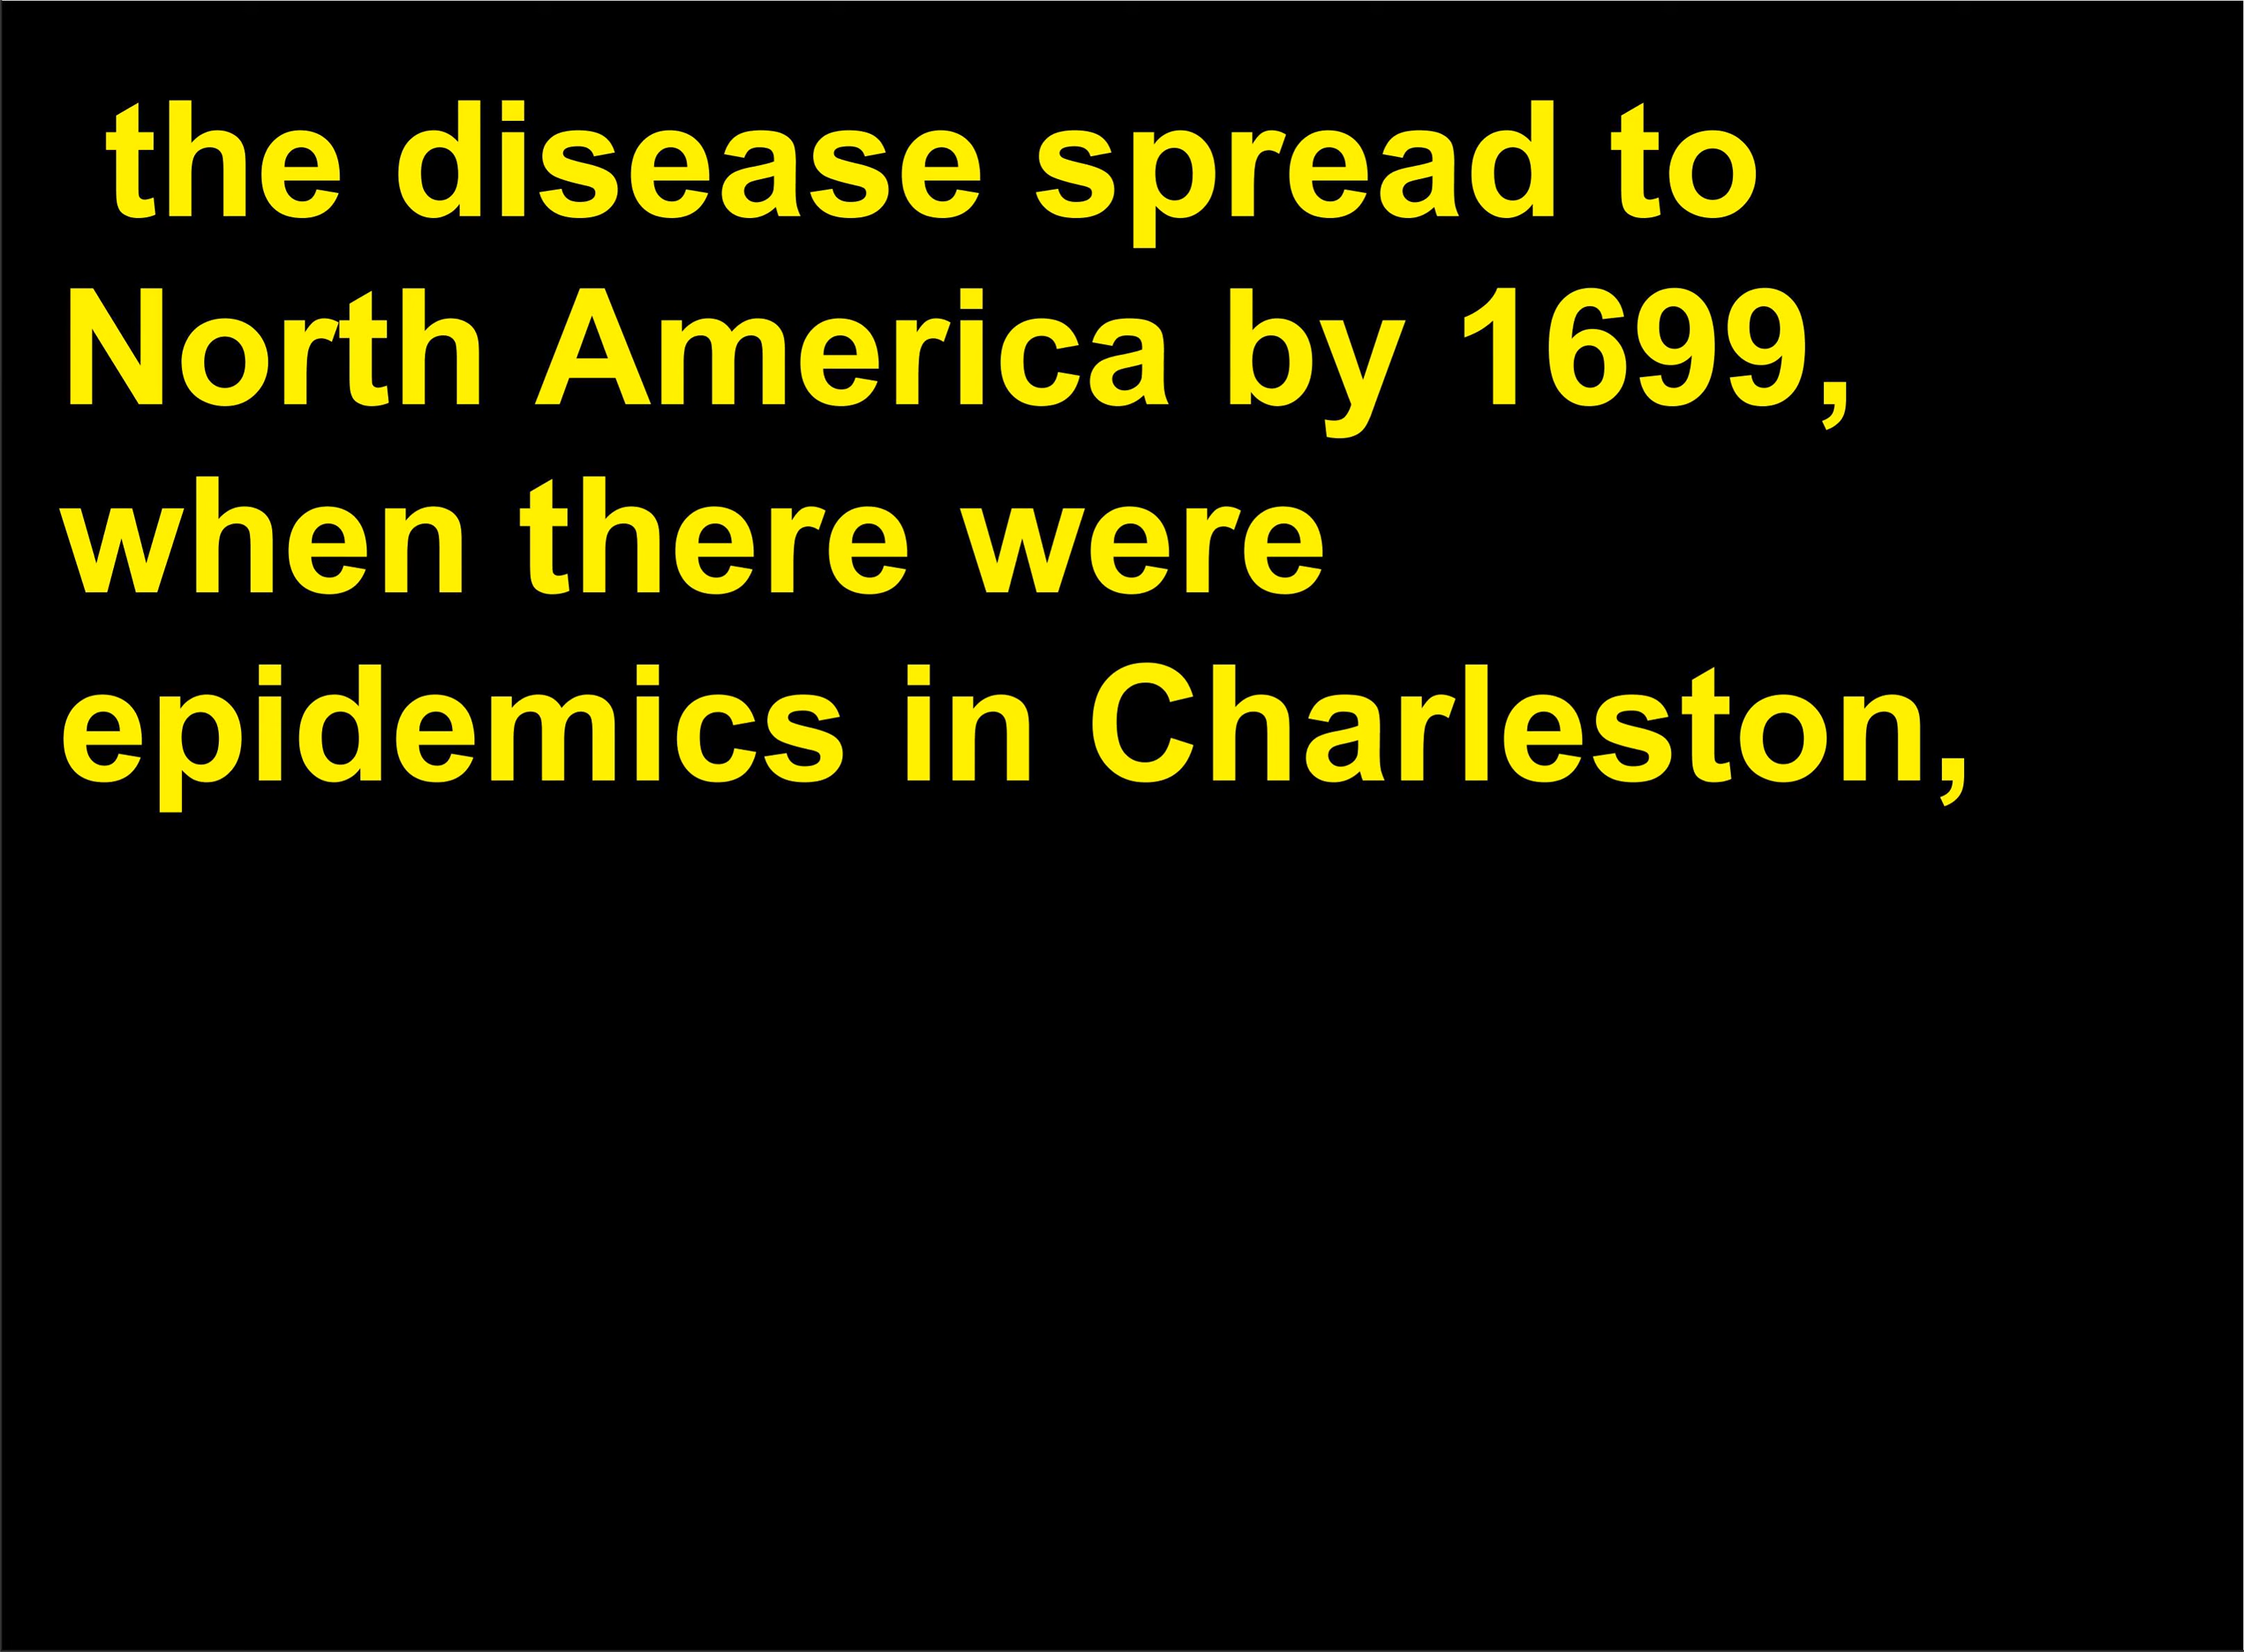 the disease spread to
North America by 1699,
when there were
epidemics in Charleston,